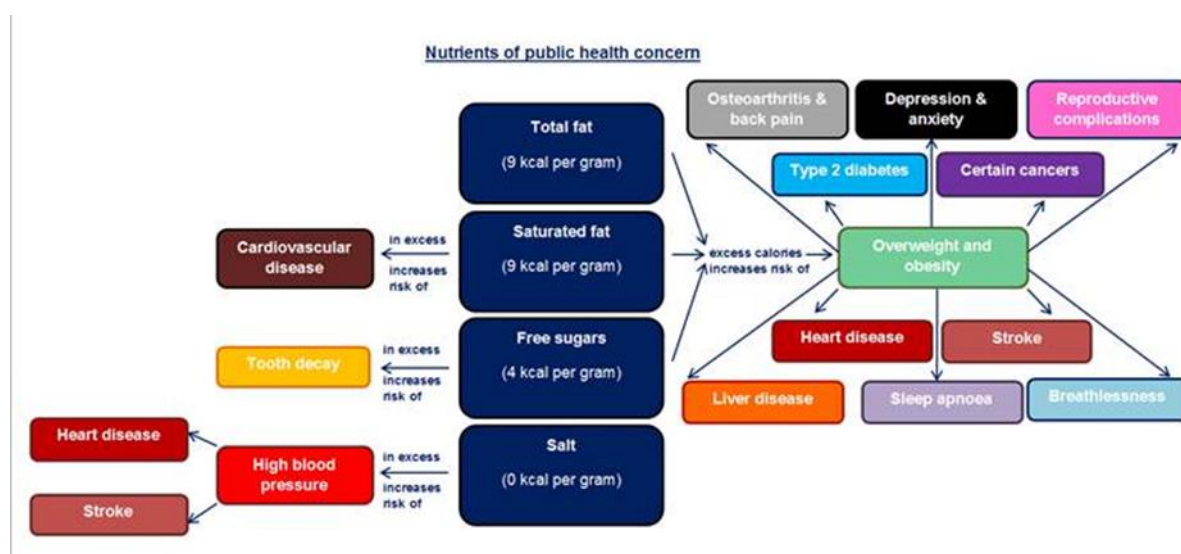 Nutrients of public health concern
Total fat
(9 kcal per gram)
Saturated fat
(9 kcal per gram)
Free sugars
(4 kcal per gram)
Salt
(0 kcal per gram)
Cardiovascular
disease
in excess
increases
risk of
Tooth decay
in excess
increases
risk of
Heart disease
Stroke
High blood
pressure
in excess
increases
risk of
excess calories
increases risk of
Osteoarthritis &
back pain
Depression &
anxiety
Reproductive
complications
Type 2 diabetes
Certain cancers
Overweight and
obesity
Heart disease
Stroke
Liver disease
Sleep apnoea
Breathlessness